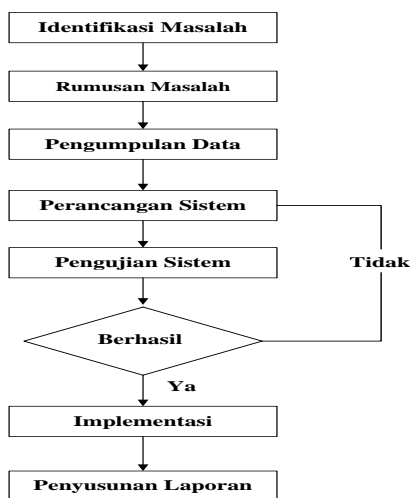 Identifikasi Masalah
Rumusan Masalah
Pengumpulan Data
Perancangan Sistem
Pengujian Sistem
Tidak
Berhasil
Ya
Implementasi
Penyusunan Laporan